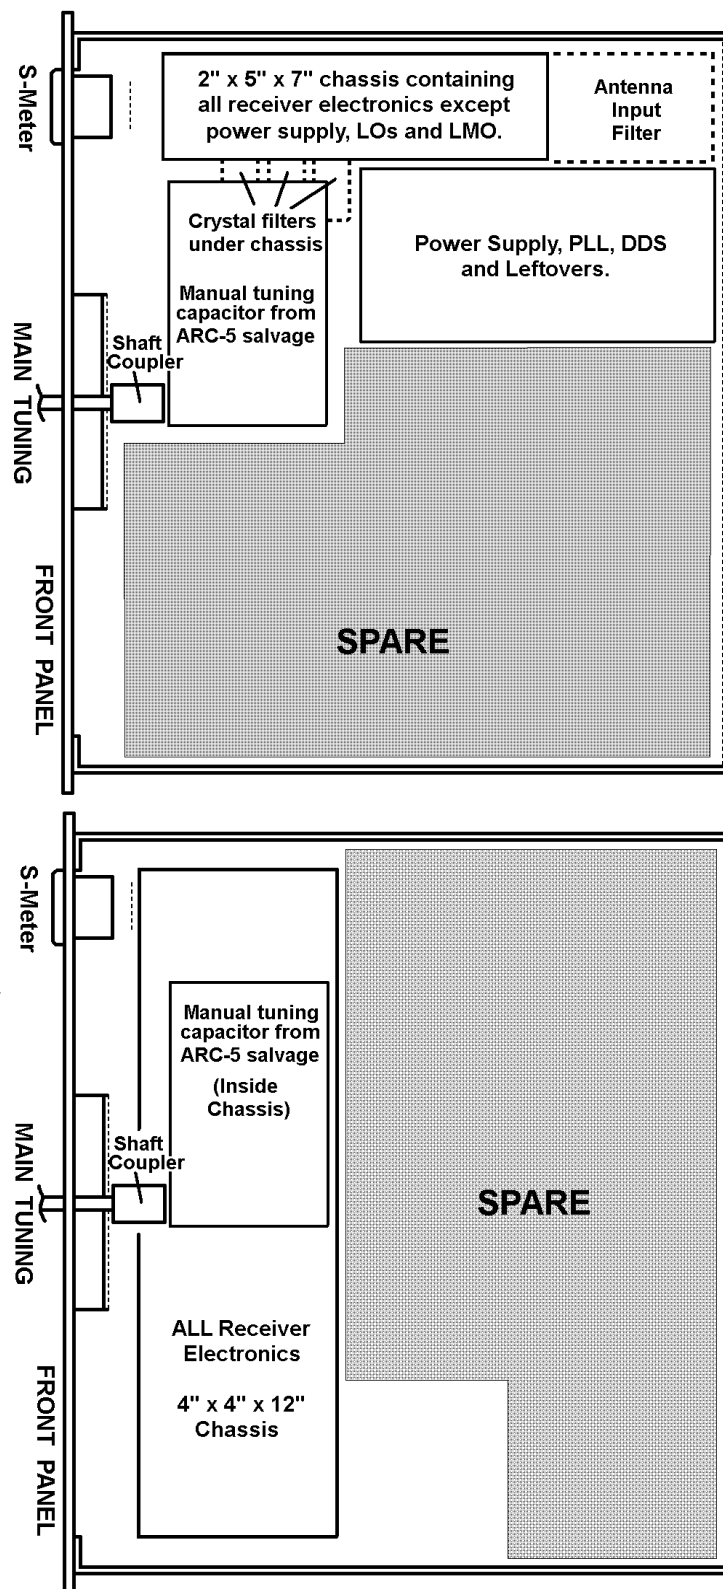 S-Meter
2" x 5" x 7" chassis containing
all receiver electronics except
power supply, LOs and LMO.
Antenna
Input
Filter
Crystal filters
under chassis
Power Supply, PLL, DDS
and Leftovers.
Manual tuning
capacitor from
ARC-5 salvage
Shaft
Coupler
MAIN TUNING
FRONT PANEL
SPARE
S-Meter
Manual tuning
capacitor from
ARC-5 salvage
(Inside
Chassis)
Shaft
Coupler
MAIN TUNING
SPARE
ALL Receiver
Electronics
4" x 4" x 12"
Chassis
FRONT PANEL